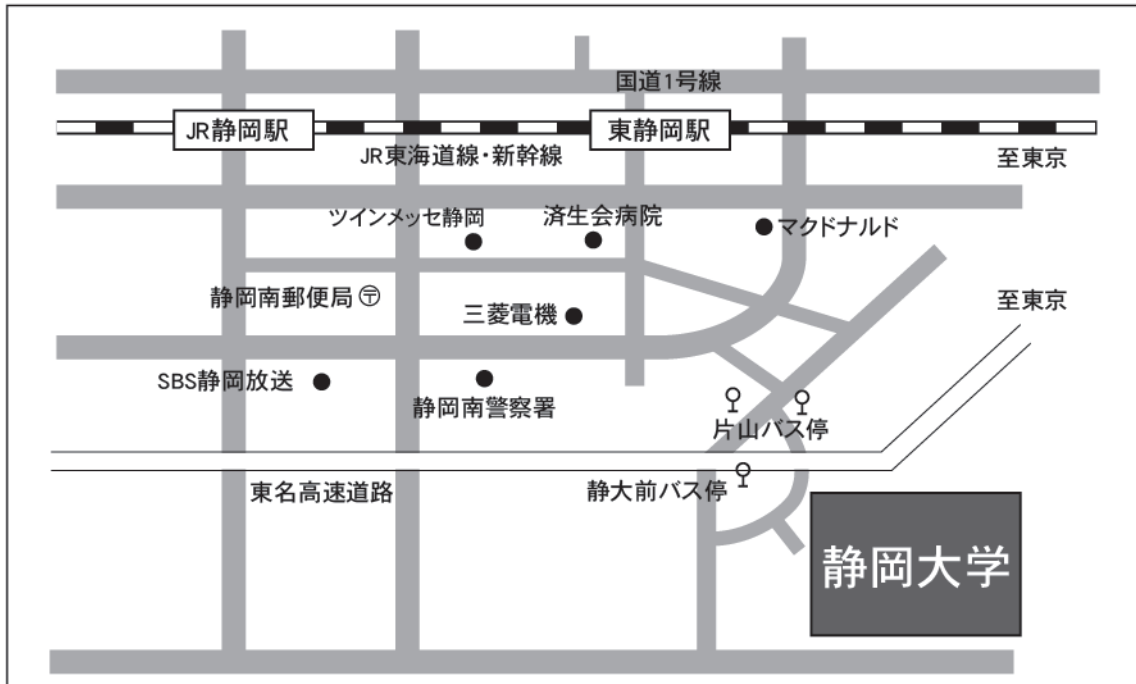 国道1号線
JR静岡駅
東静岡駅
JR東海道線・新幹線
至東京
ツインメッセ静岡
済生会病院
マクドナルド
静岡南郵便局〶
三菱電機
至東京
SBS静岡放送
静岡南警察署
片山バス停
東名高速道路
静大前バス停
静岡大学